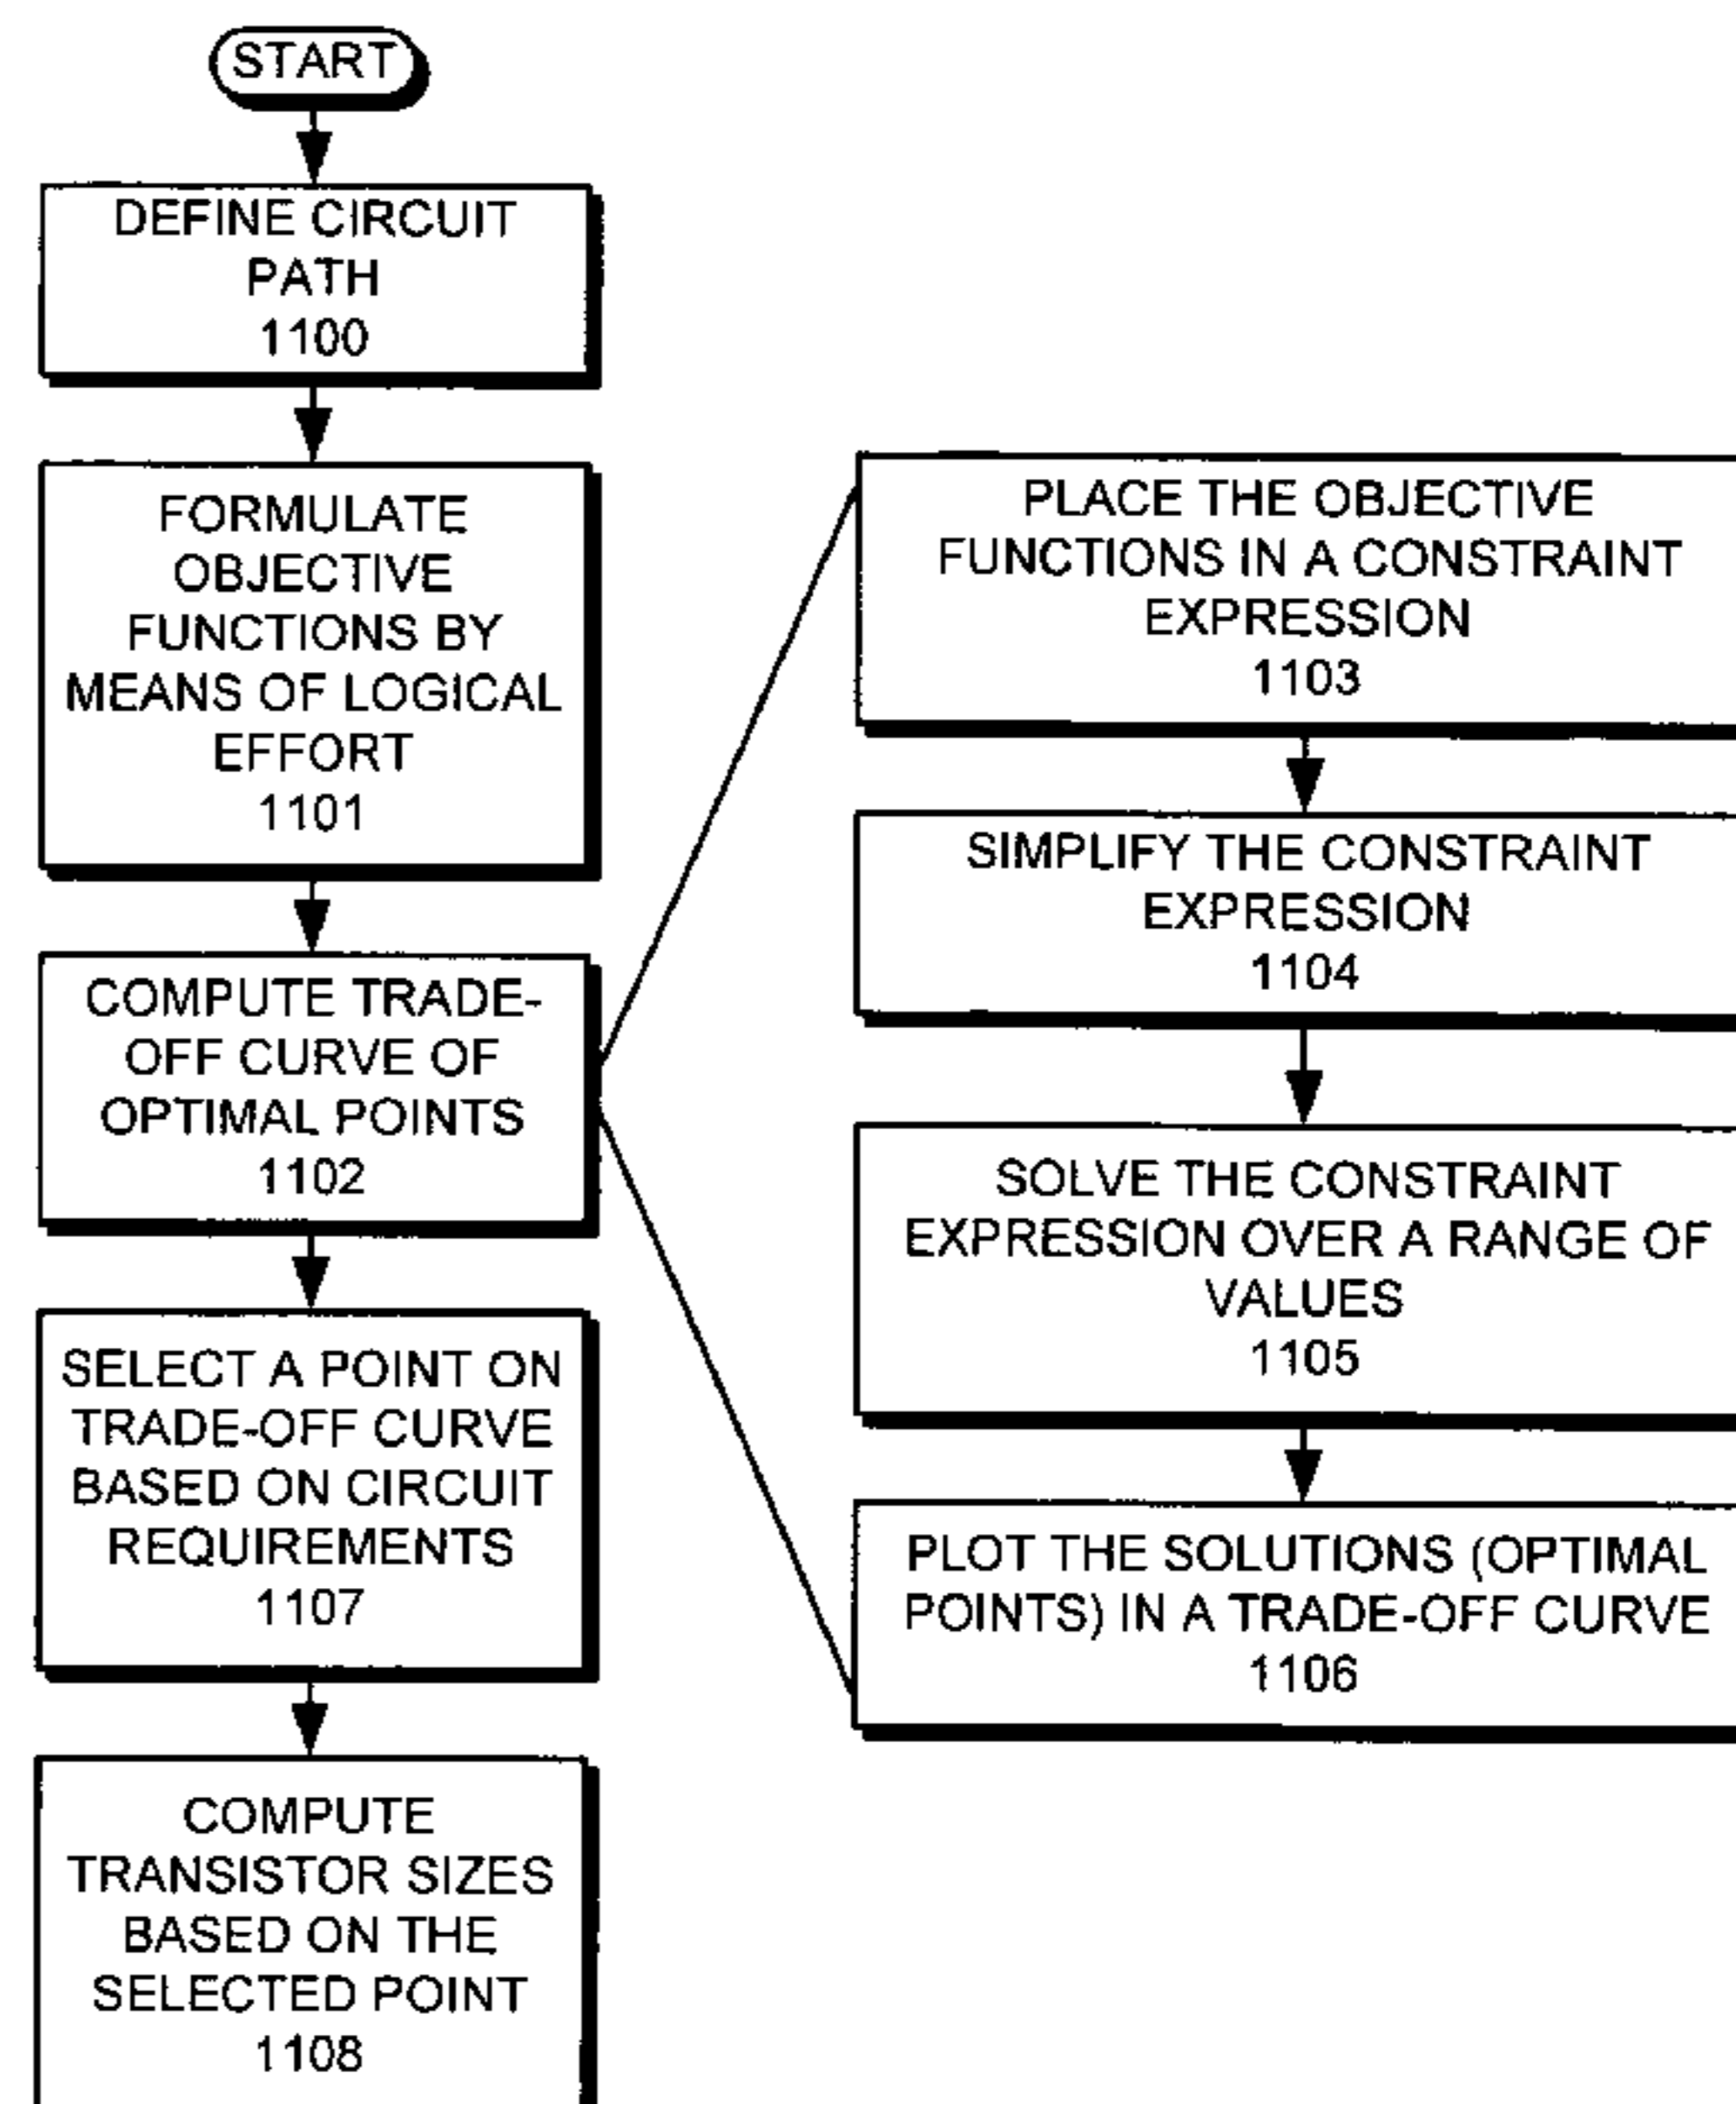 START
DEFINE CIRCUIT
PATH
1100
FORMULATE
OBJECTIVE
FUNCTIONS BY
MEANS OF LOGICAL
EFFORT
1101
COMPUTE TRADE-
OFF CURVE OF
OPTIMAL POINTS
1102
SELECT A POINT ON
TRADE-OFF CURVE
BASED ON CIRCUIT
REQUIREMENTS
1107
COMPUTE
TRANSISTOR SIZES
BASED ON THE
SELECTED POINT
1108
PLACE THE OBJECTIVE
FUNCTIONS IN A CONSTRAINT
EXPRESSION
1103
SIMPLIFY THE CONSTRAINT
EXPRESSION
1104
SOLVE THE CONSTRAINT
EXPRESSION OVER A RANGE OF
VALUES
1105
PLOT THE SOLUTIONS (OPTIMAL
POINTS) IN A TRADE-OFF CURVE
1106